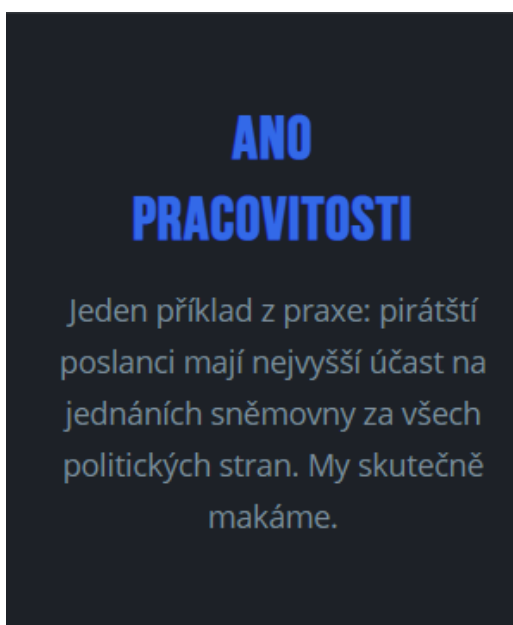 ANO
PRACOVITOSTI
Jeden příklad z praxe: pirátští
poslanci mají nejvyšší účast na
jednáních sněmovny za všech
politických stran. My skutečně
makáme.